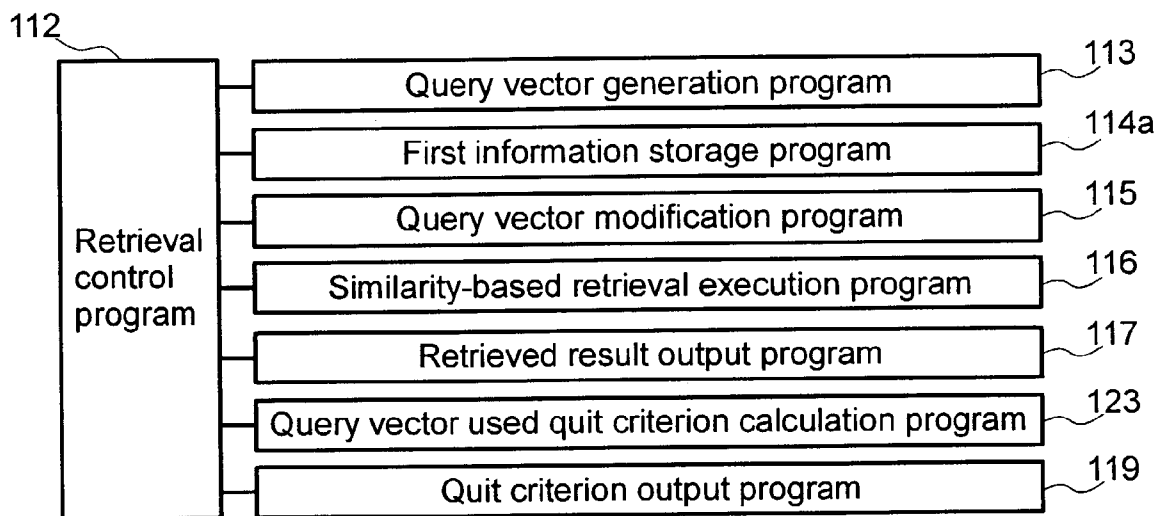 112
113
Query vector generation program
114a
First information storage program
115
Query vector modification program
Retrieval
control
program
116
Similarity-based retrieval execution program
117
Retrieved result output program
123
Query vector used quit criterion calculation program
119
Quit criterion output program